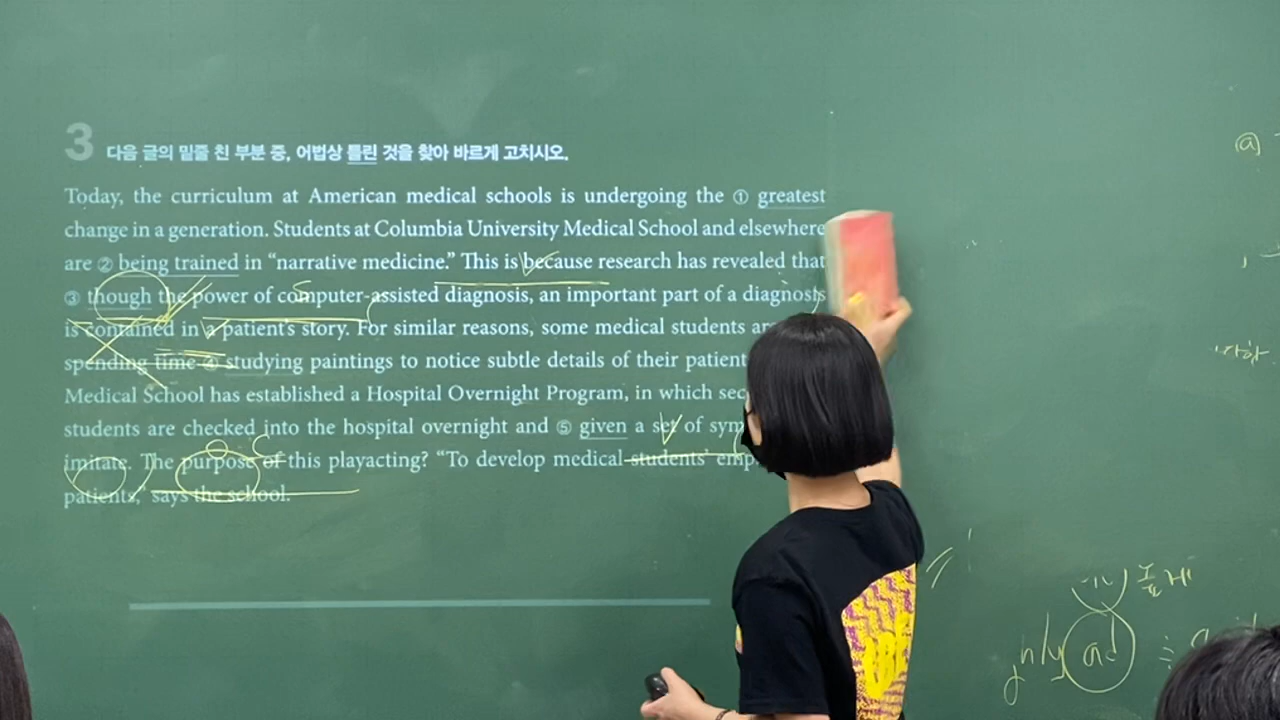 3 다음 글의 밑줄 친 부분 중, 어법상 틀린 것을 찾아 바르게 고치시오.
Today, the curriculum at American medical schools is undergoing the ① greatest
change in a generation. Students at Columbia University Medical School and elsewhere
are ② being trained in “narrative medicine.” This is because research has revealed that
③ though the power of computer-assisted diagnosis, an important part of a diagnosis
is contained in a patient's story. For similar reasons, some medical students are
spending time ④ studying paintings to notice subtle details of their patient
Medical School has established a Hospital Overnight Program, in which
students are checked into the hospital overnight and ⑤ given a set of
imitate. The purpose of this playacting? “To develop medical students'
patients,” says the school.
ⓐ
ad